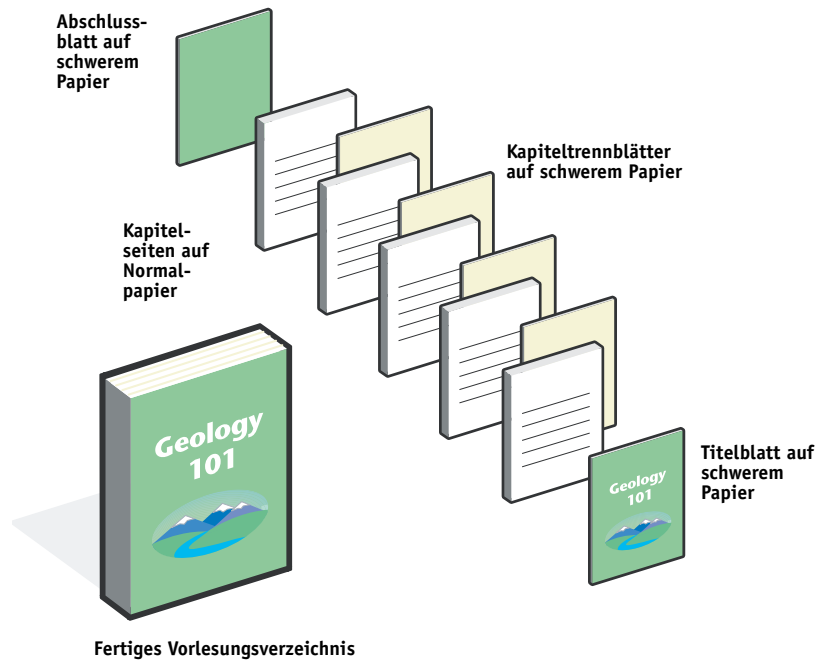 Abschluss-
blatt auf
schwerem
Papier
Kapiteltrennblätter
auf schwerem Papier
Kapitel-
seiten auf
Normal-
papier
Geology
101
Titelblatt auf
schwerem
Papier
Geology
101
Fertiges Vorlesungsverzeichnis